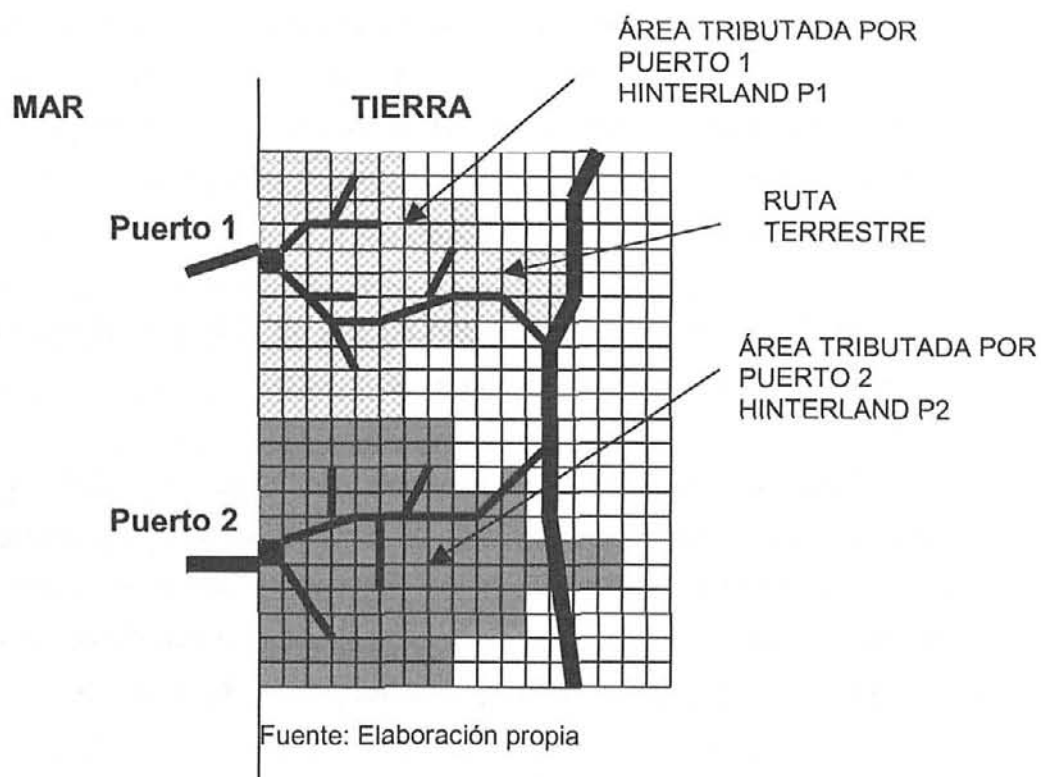 ÁREA TRIBUTADA POR
PUERTO 1
HINTERLAND P1
MAR
TIERRA
Puerto 1
RUTA
TERRESTRE
ÁREA TRIBUTADA POR
PUERTO 2
HINTERLAND P2
Puerto 2
Fuente: Elaboración propia